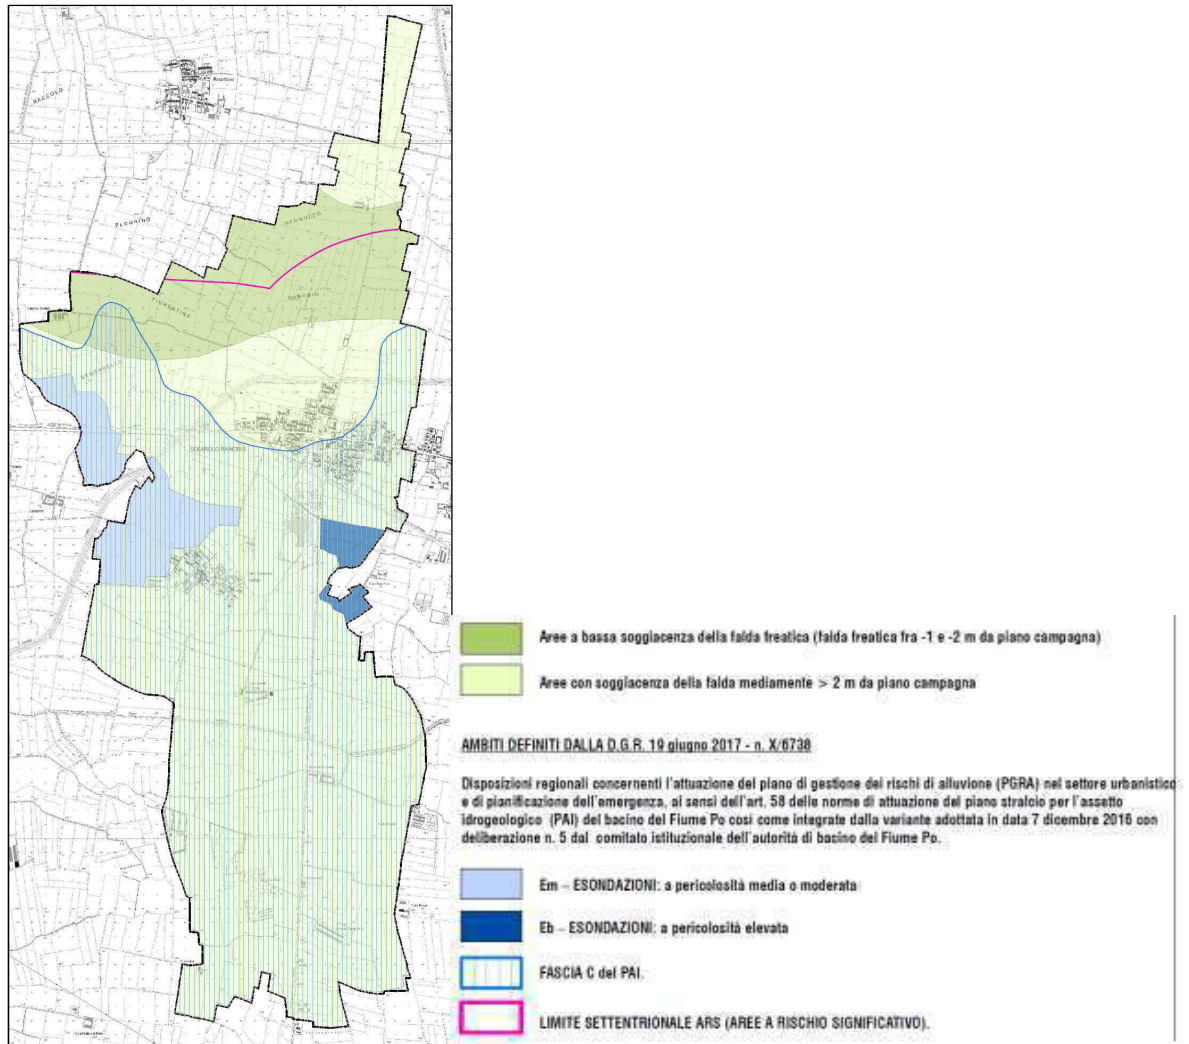 RACCOLO
PECORINO
BERNUZZO
FIORENTINA
SOLAROLO RAINERIO
Aree a bassa soggiacenza della falda freatica (falda freatica fra -1 e -2 m da piano campagna)
Aree con soggiacenza della falda mediamente > 2 m da piano campagna
AMBITI DEFINITI DALLA D.G.R. 19 giugno 2017 - n. X/6738
Disposizioni regionali concernenti l'attuazione del piano di gestione dei rischi di alluvione (PGRA) nel settore urbanistico
e di pianificazione dell'emergenza, ai sensi dell'art. 58 delle norme di attuazione del piano stralcio per l'assetto
idrogeologico (PAI) del bacino del Fiume Po così come integrate dalla variante adottata in data 7 dicembre 2016 con
deliberazione n. 5 dal comitato istituzionale dell'autorità di bacino del Fiume Po.
Em – ESONDAZIONI: a pericolosità media o moderata
Eb – ESONDAZIONI: a pericolosità elevata
FASCIA C del PAI.
LIMITE SETTENTRIONALE ARS (AREE A RISCHIO SIGNIFICATIVO).